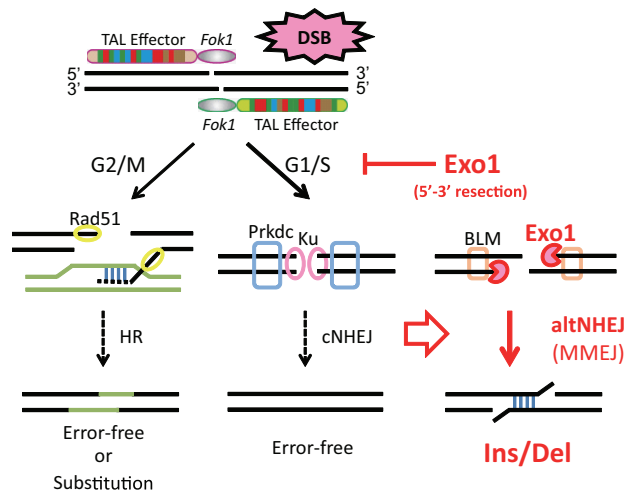 DSB
TAL Effector Fok1
5’ 3’
3’ 5’
Fok1 TAL Effector
G2/M G1/S Exo1
(5’-3’ resection)
Rad51
Prkdc Ku
BLM Exo1
HR cNHEJ altNHEJ
(MMEJ)
Error-free
or
Substitution
Error-free
Ins/Del